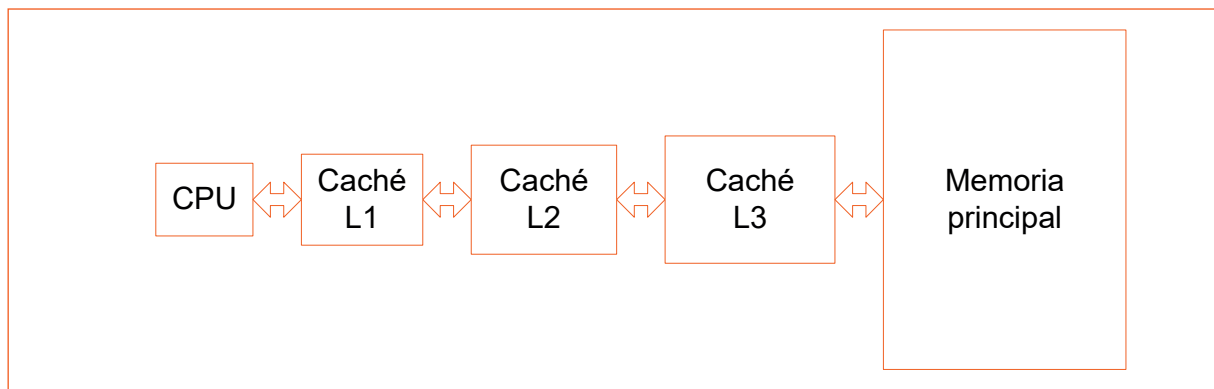 CPU
Caché
L1
Caché
L2
Caché
L3
Memoria
principal